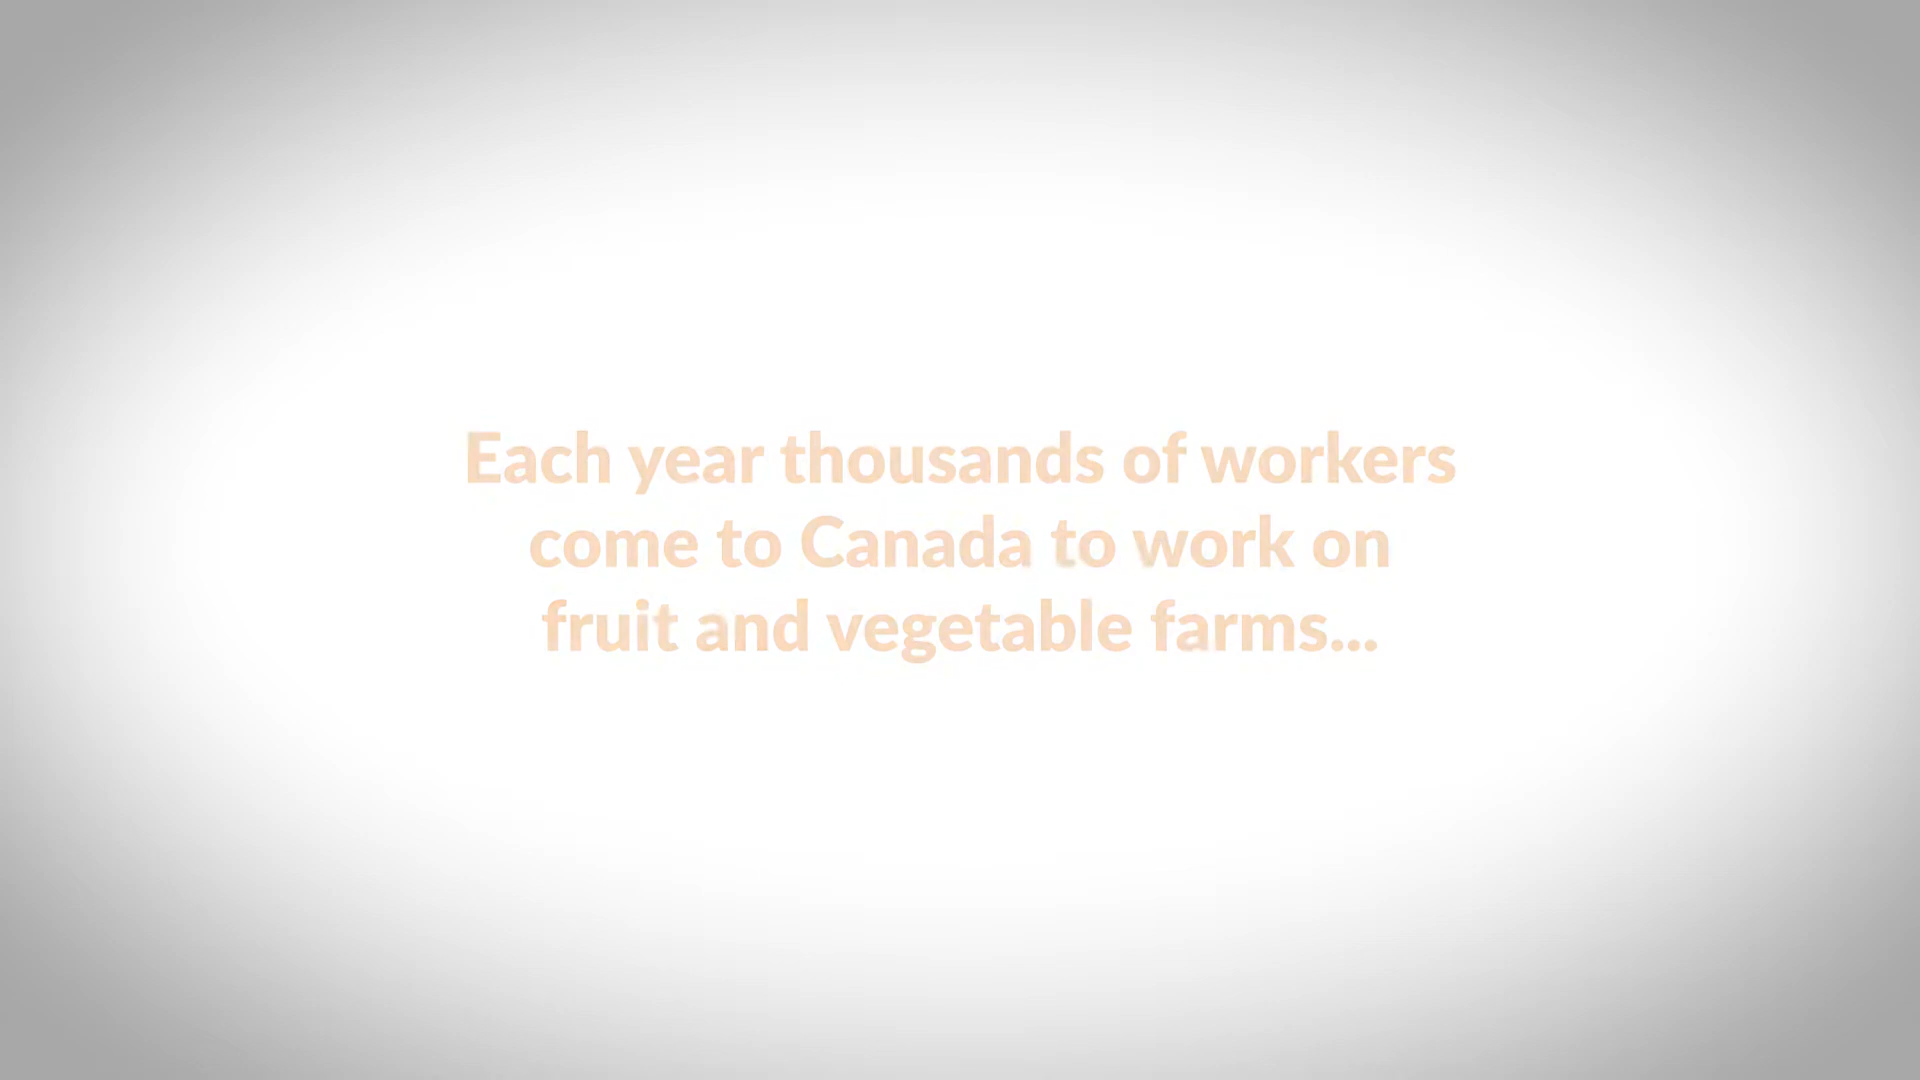 Each year thousands of workers
come to Canada to work on
fruit and vegetable farms...